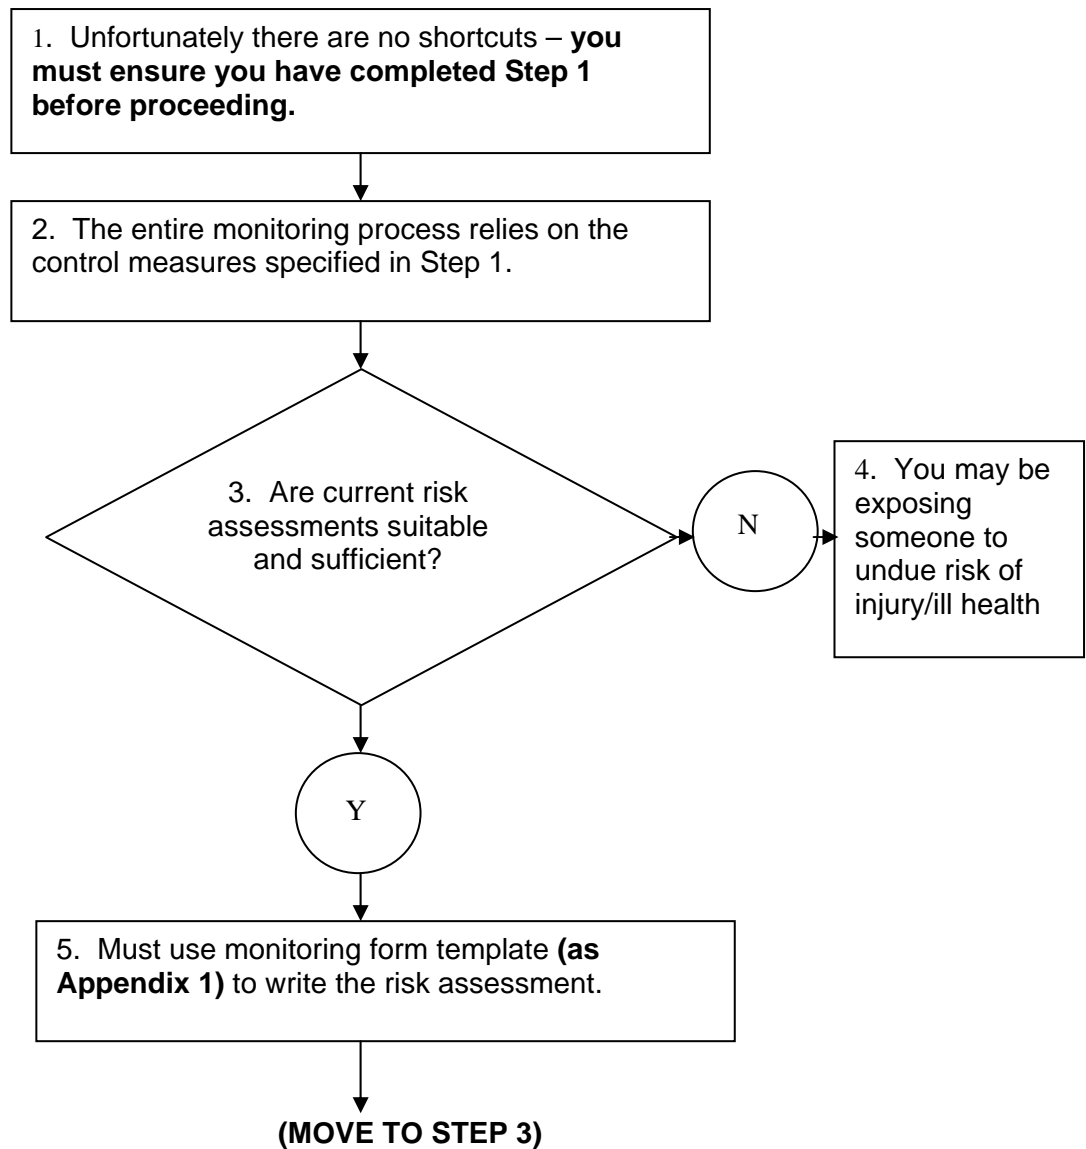 1. Unfortunately there are no shortcuts – you
must ensure you have completed Step 1
before proceeding.
2. The entire monitoring process relies on the
control measures specified in Step 1.
3. Are current risk
assessments suitable
and sufficient?
N
4. You may be
exposing
someone to
undue risk of
injury/ill health
Y
5. Must use monitoring form template (as
Appendix 1) to write the risk assessment.
(MOVE TO STEP 3)